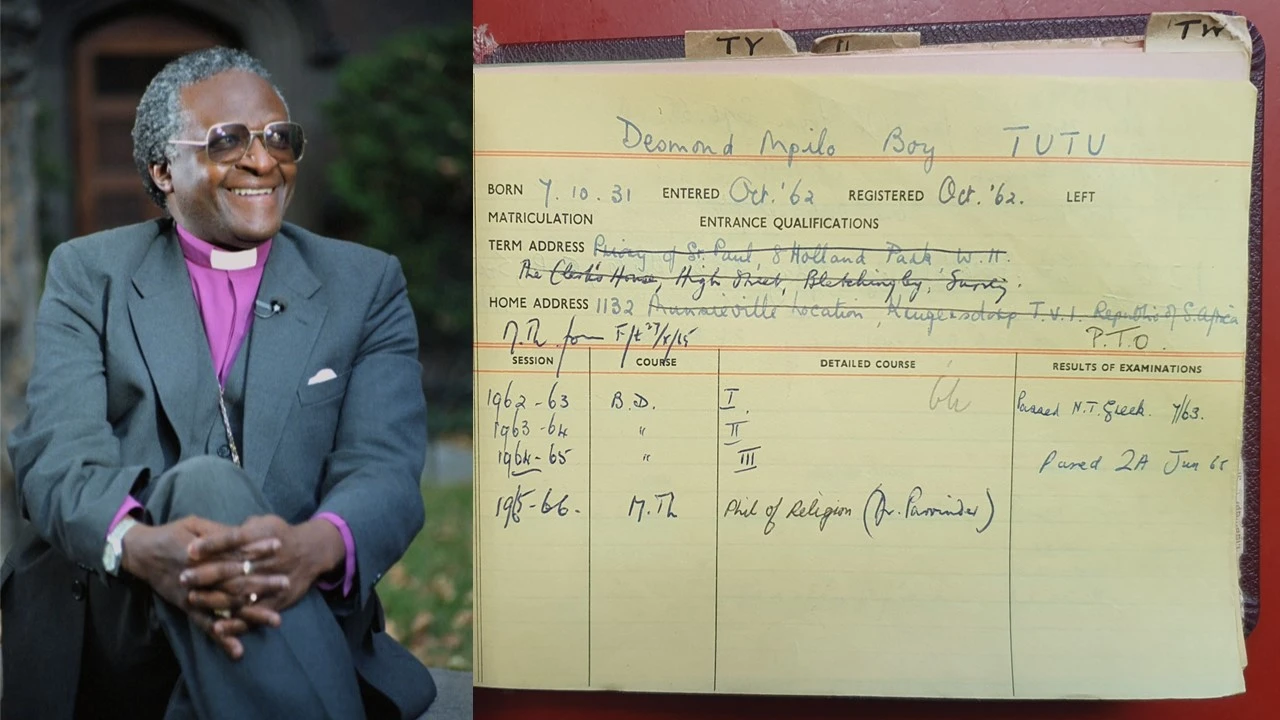 TY TW
Desmond Mpilo Boy TUTU
BORN 7.10.31 ENTERED Oct. '62 REGISTERED Oct. '62. LEFT
MATRICULATION ENTRANCE QUALIFICATIONS
TERM ADDRESS Priory of St. Paul, 8 Holland Park W.11.
The Clerk's House, High Street, Bletchingley, Surrey.
HOME ADDRESS 1132 Munsieville Location, Krugersdorp T.V.l. Republic of S. Africa
M.Th from F/t P.T.O.
SESSION COURSE DETAILED COURSE RESULTS OF EXAMINATIONS
1962-63 B.D. I. Passed N.T. Greek. 7/63.
1963-64 " II
1964-65 " III Passed 2A Jun 65
1965-66. M.Th Phil of Religion (Dr. Parrinder)